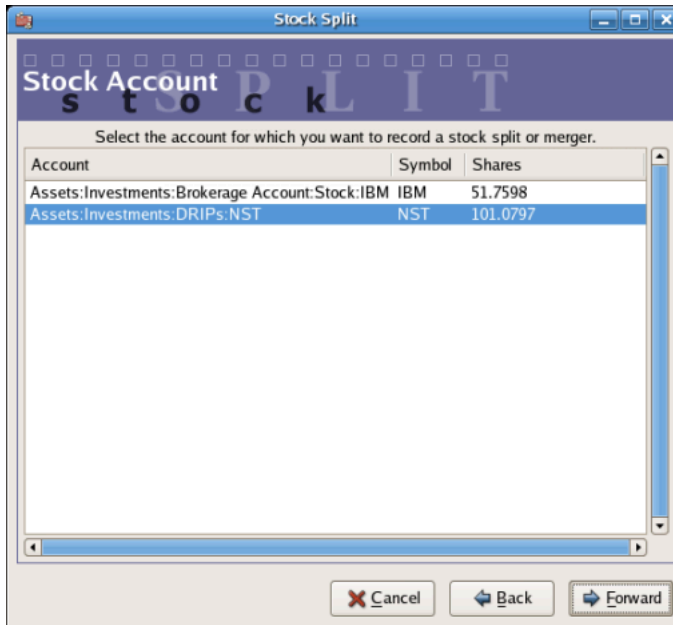 Stock Split
Stock Account
S P L I T
s t o c k
Select the account for which you want to record a stock split or merger.
Account Symbol Shares
Assets:Investments:Brokerage Account:Stock:IBM IBM 51.7598
Assets:Investments:DRIPs:NST NST 101.0797
Cancel Back Forward